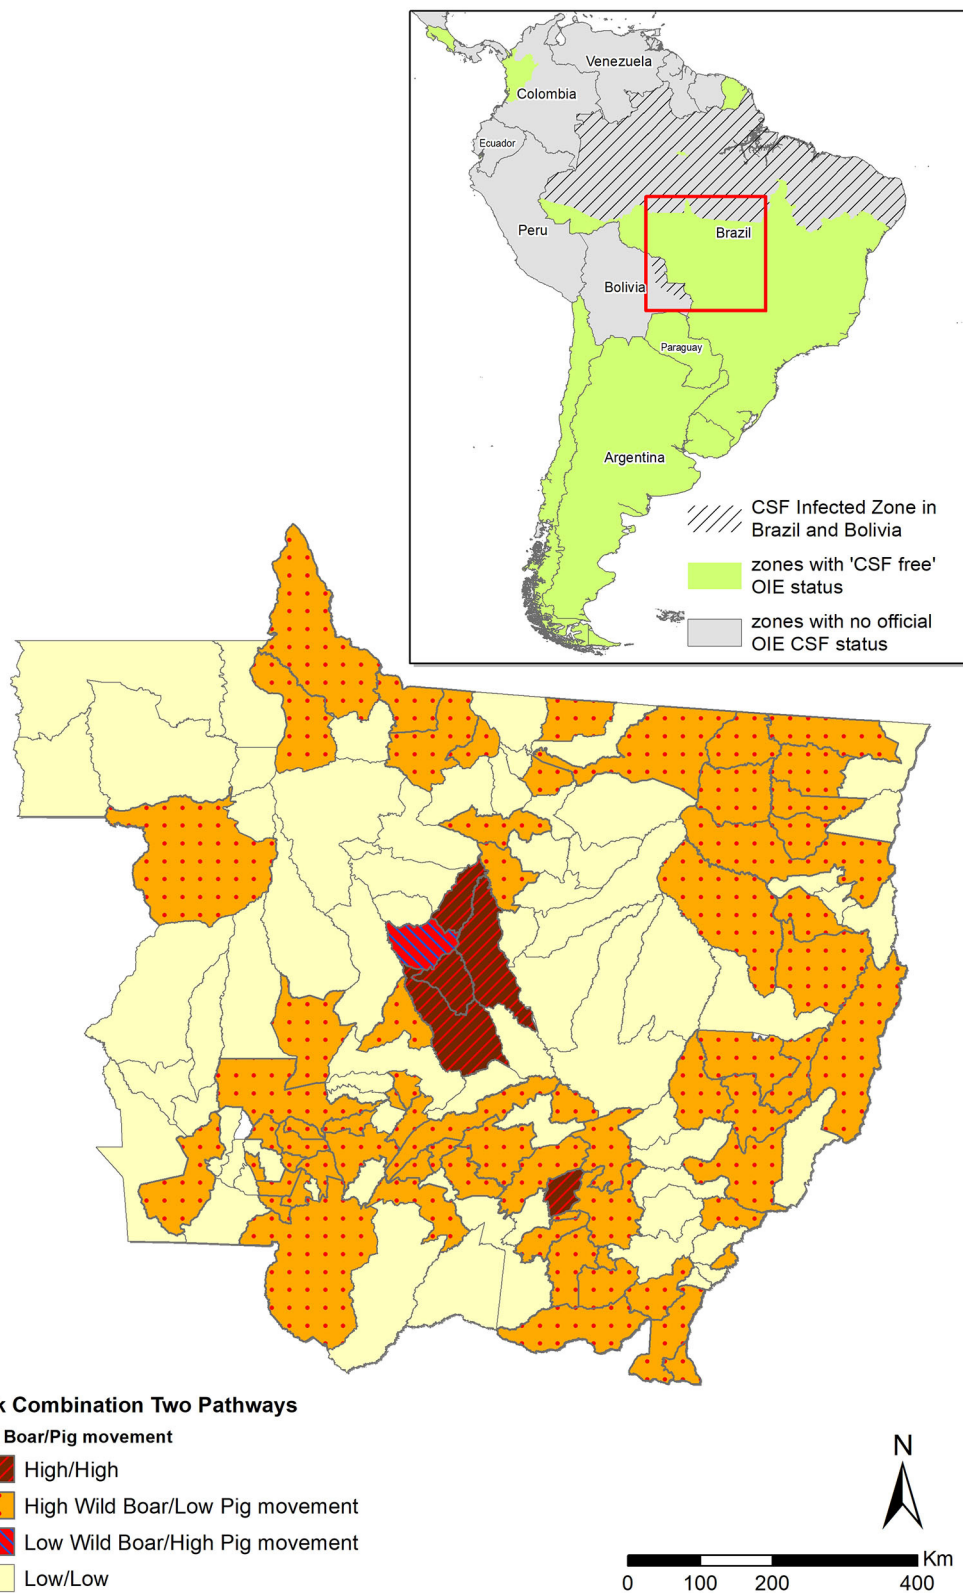 Venezuela
Colombia
Ecuador
Peru
Brazil
Bolivia
Paraguay
Argentina
CSF Infected Zone in
Brazil and Bolivia
zones with 'CSF free'
OIE status
zones with no official
OIE CSF status
Combination Two Pathways
Boar/Pig movement
High/High
High Wild Boar/Low Pig movement
Low Wild Boar/High Pig movement
Low/Low
N
Km
0 100 200 400